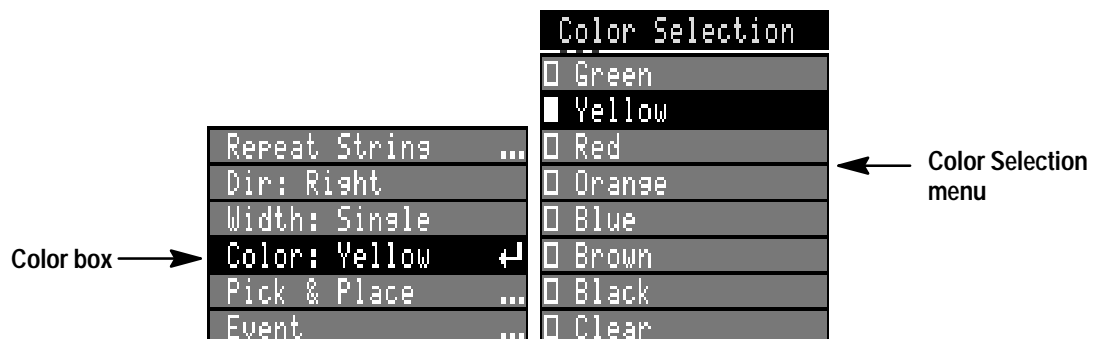 Color Selection
Green
Yellow
Red
Orange
Blue
Brown
Black
Clear
Repeat String ...
Dir: Right
Width: Single
Color: Yellow
Pick & Place ...
Event ...
Color box
Color Selection
menu